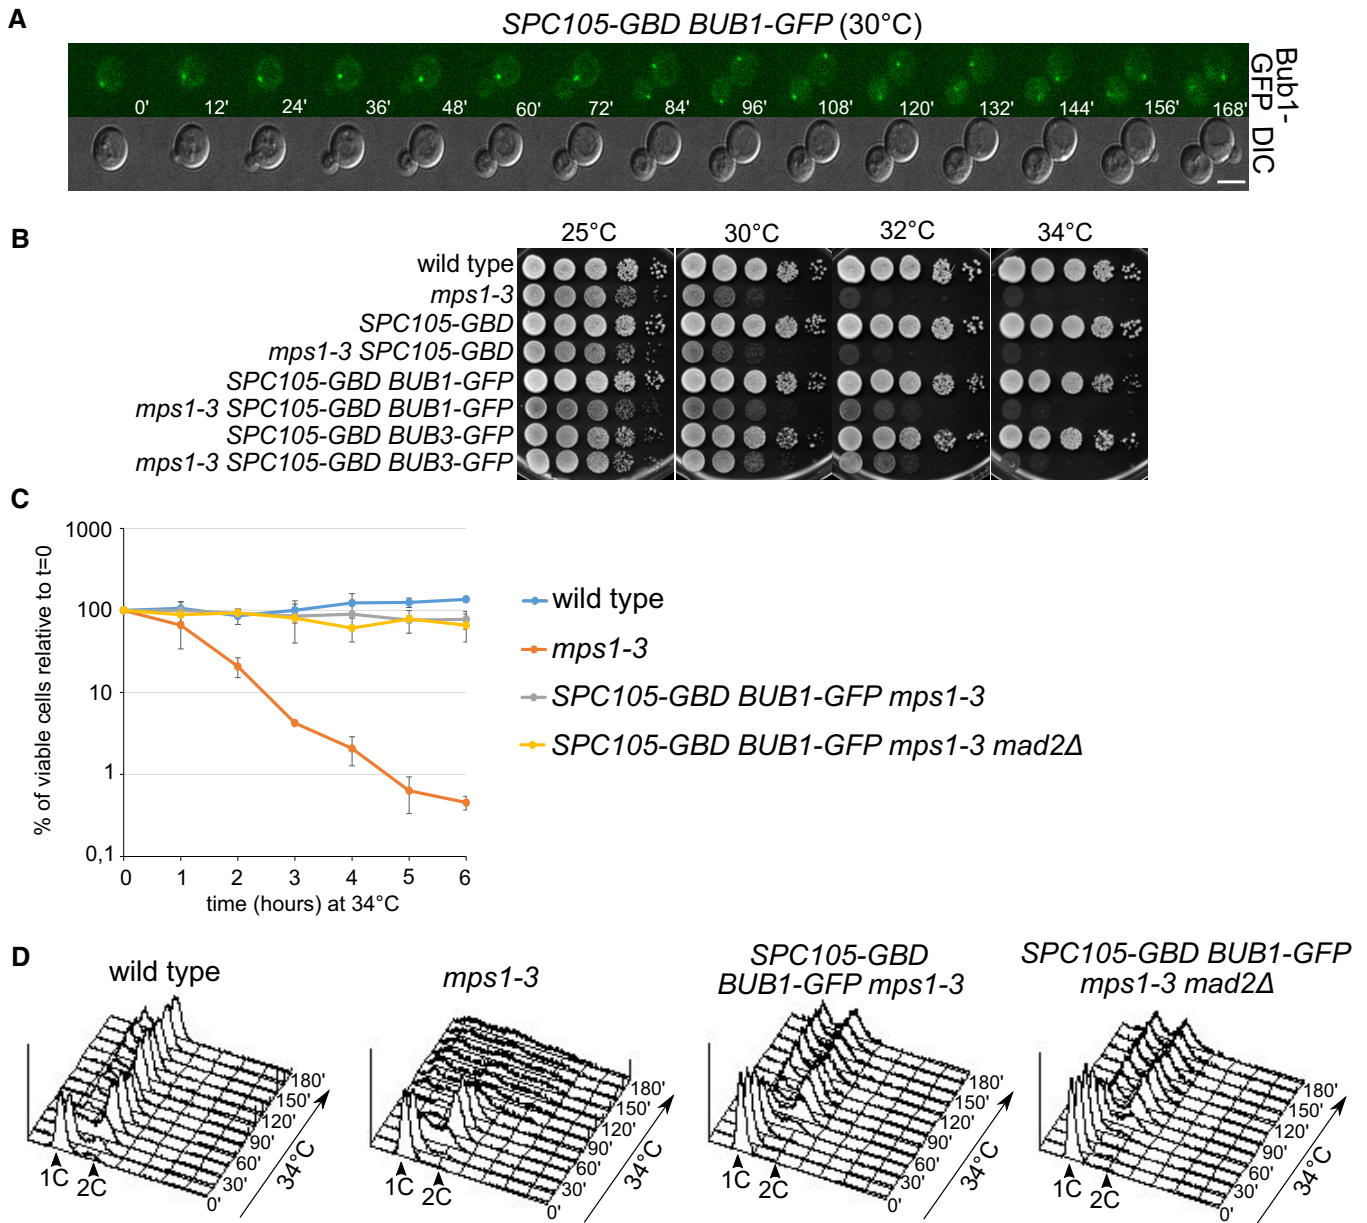 A
SPC105-GBD BUB1-GFP (30°C)
0' 12' 24' 36' 48' 60' 72' 84' 96' 108' 120' 132' 144' 156' 168'
Bub1-
GFP
DIC
B
25°C 30°C 32°C 34°C
wild type
mps1-3
SPC105-GBD
mps1-3 SPC105-GBD
SPC105-GBD BUB1-GFP
mps1-3 SPC105-GBD BUB1-GFP
SPC105-GBD BUB3-GFP
mps1-3 SPC105-GBD BUB3-GFP
C
% of viable cells relative to t=0
1000
100
10
1
0,1
0 1 2 3 4 5 6
time (hours) at 34°C
wild type
mps1-3
SPC105-GBD BUB1-GFP mps1-3
SPC105-GBD BUB1-GFP mps1-3 mad2Δ
D
wild type
1C 2C
0' 30' 60' 90' 120' 150' 180'
34°C
mps1-3
1C 2C
0' 30' 60' 90' 120' 150' 180'
34°C
SPC105-GBD
BUB1-GFP mps1-3
1C 2C
0' 30' 60' 90' 120' 150' 180'
34°C
SPC105-GBD BUB1-GFP
mps1-3 mad2Δ
1C 2C
0' 30' 60' 90' 120' 150' 180'
34°C